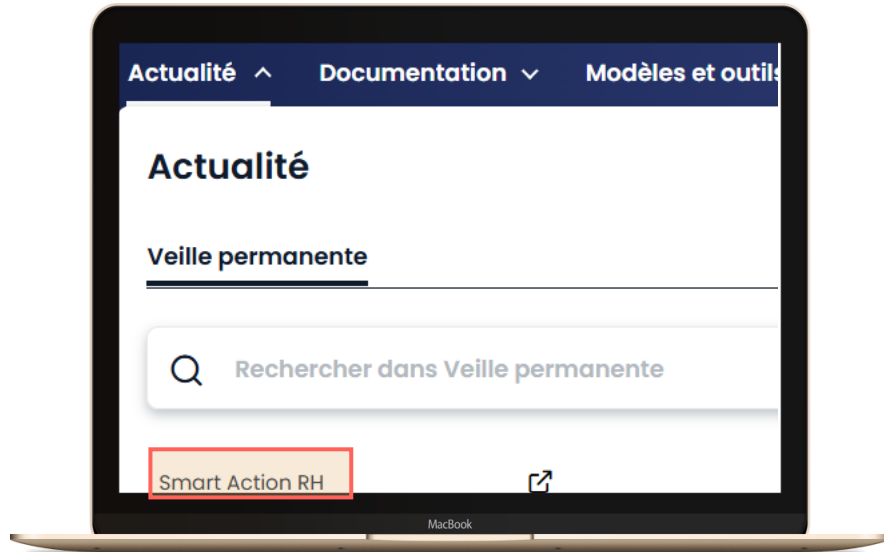 Actualité Documentation Modèles et outils
Actualité
Veille permanente
Rechercher dans Veille permanente
Smart Action RH
MacBook